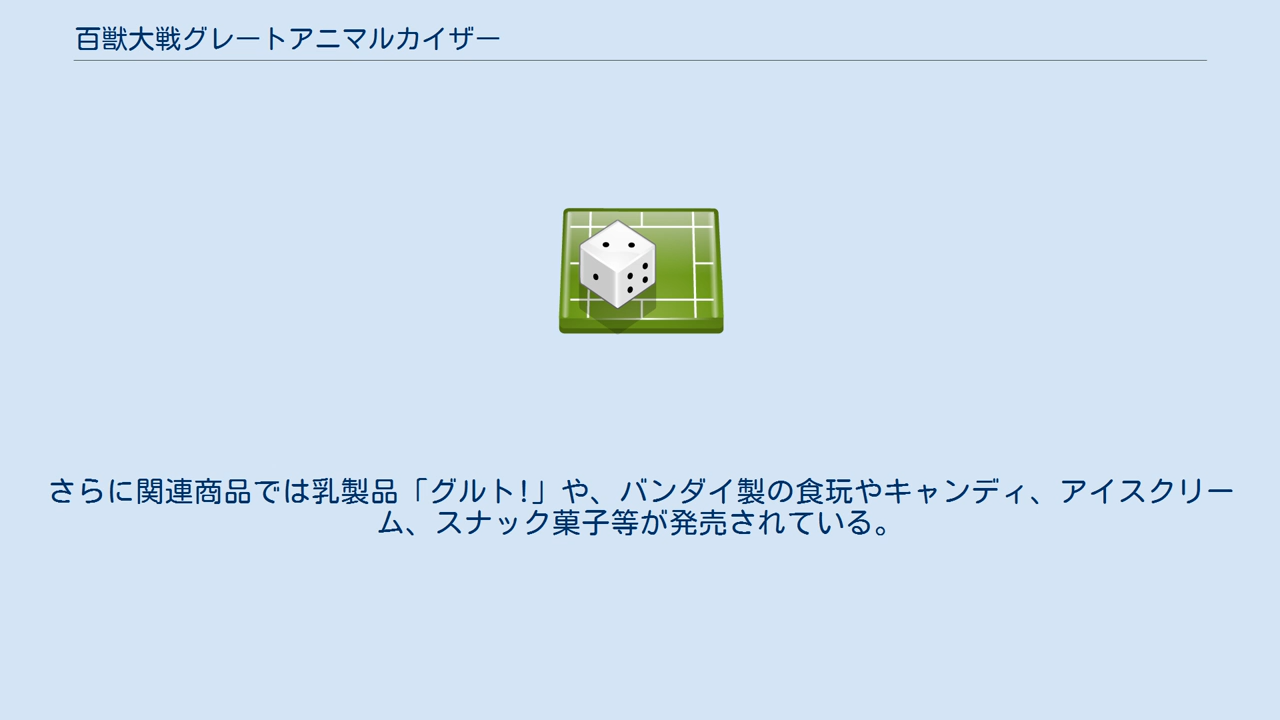 百獣大戦グレートアニマルカイザー
さらに関連商品では乳製品「グルト!」や、バンダイ製の食玩やキャンディ、アイスクリー
ム、スナック菓子等が発売されている。